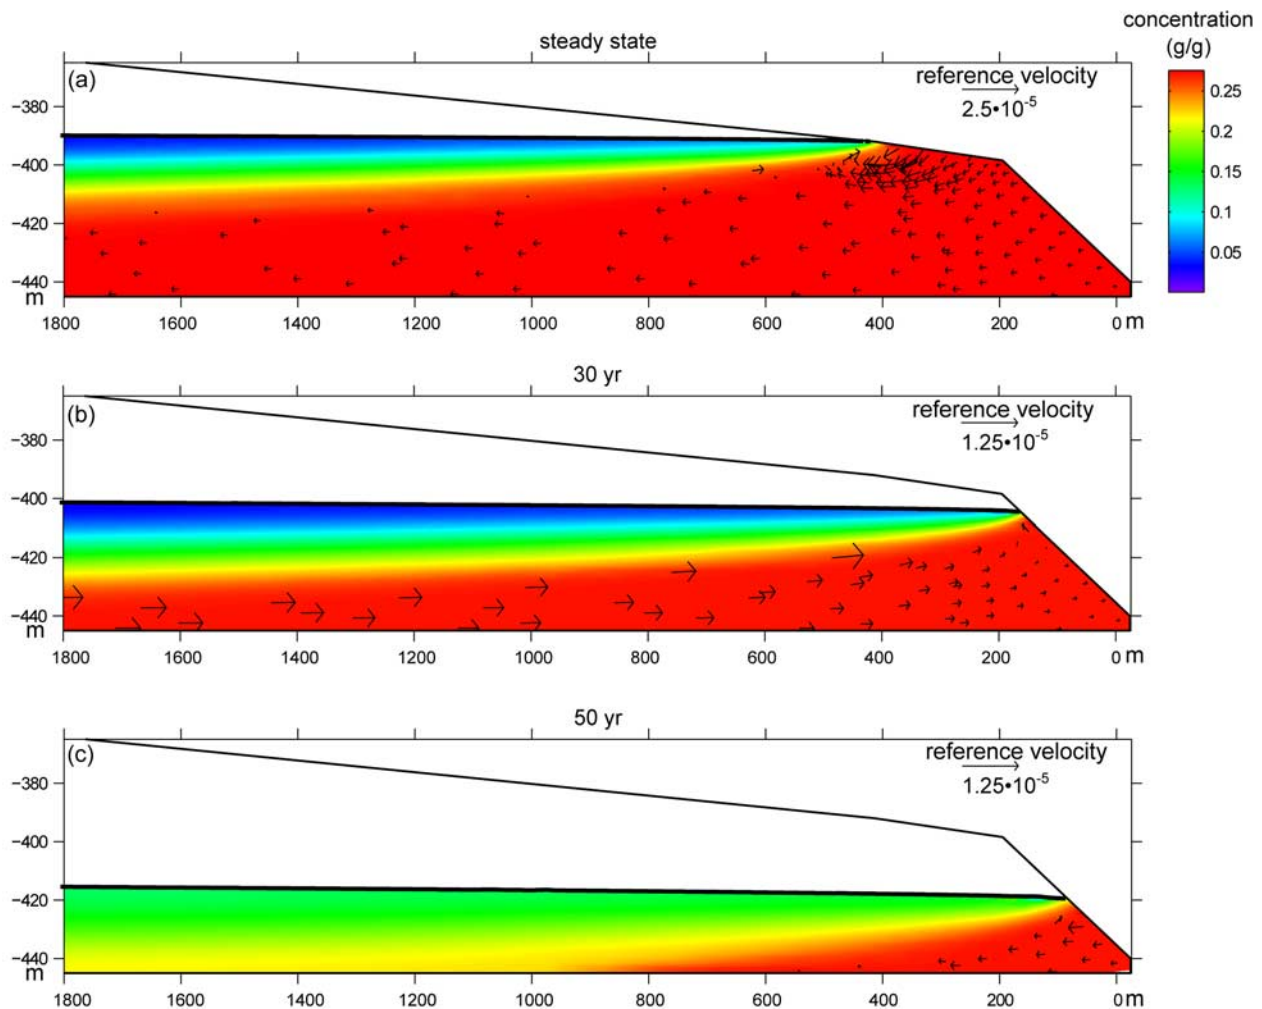 concentration
(g/g)
steady state
(a)
reference velocity
2.5•10-5
0.25
0.2
0.15
0.1
0.05
−380
−400
−420
−440
m
1800 1600 1400 1200 1000 800 600 400 200 0 m
30 yr
(b)
reference velocity
1.25•10-5
−380
−400
−420
−440
m
1800 1600 1400 1200 1000 800 600 400 200 0 m
50 yr
(c)
reference velocity
1.25•10-5
−380
−400
−420
−440
m
1800 1600 1400 1200 1000 800 600 400 200 0 m